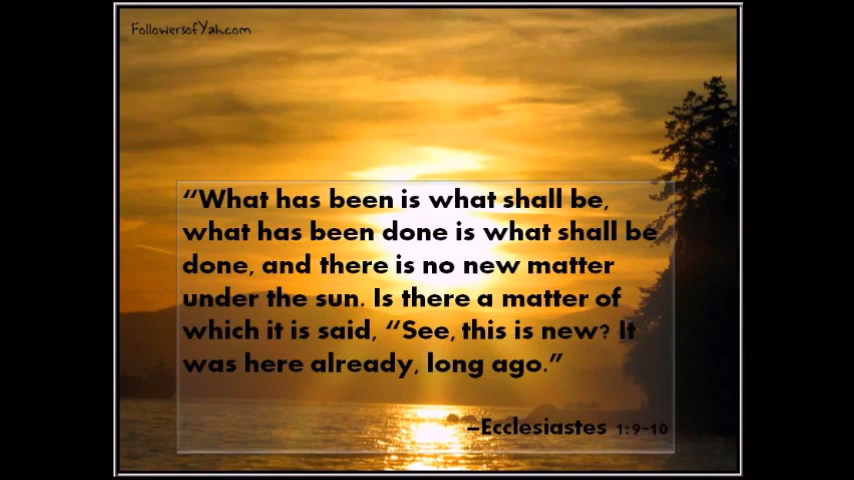 FollowersofYah.com
“What has been is what shall be,
what has been done is what shall be
done, and there is no new matter
under the sun. Is there a matter of
which it is said, “See, this is new? It
was here already, long ago.”
–Ecclesiastes 1:9-10